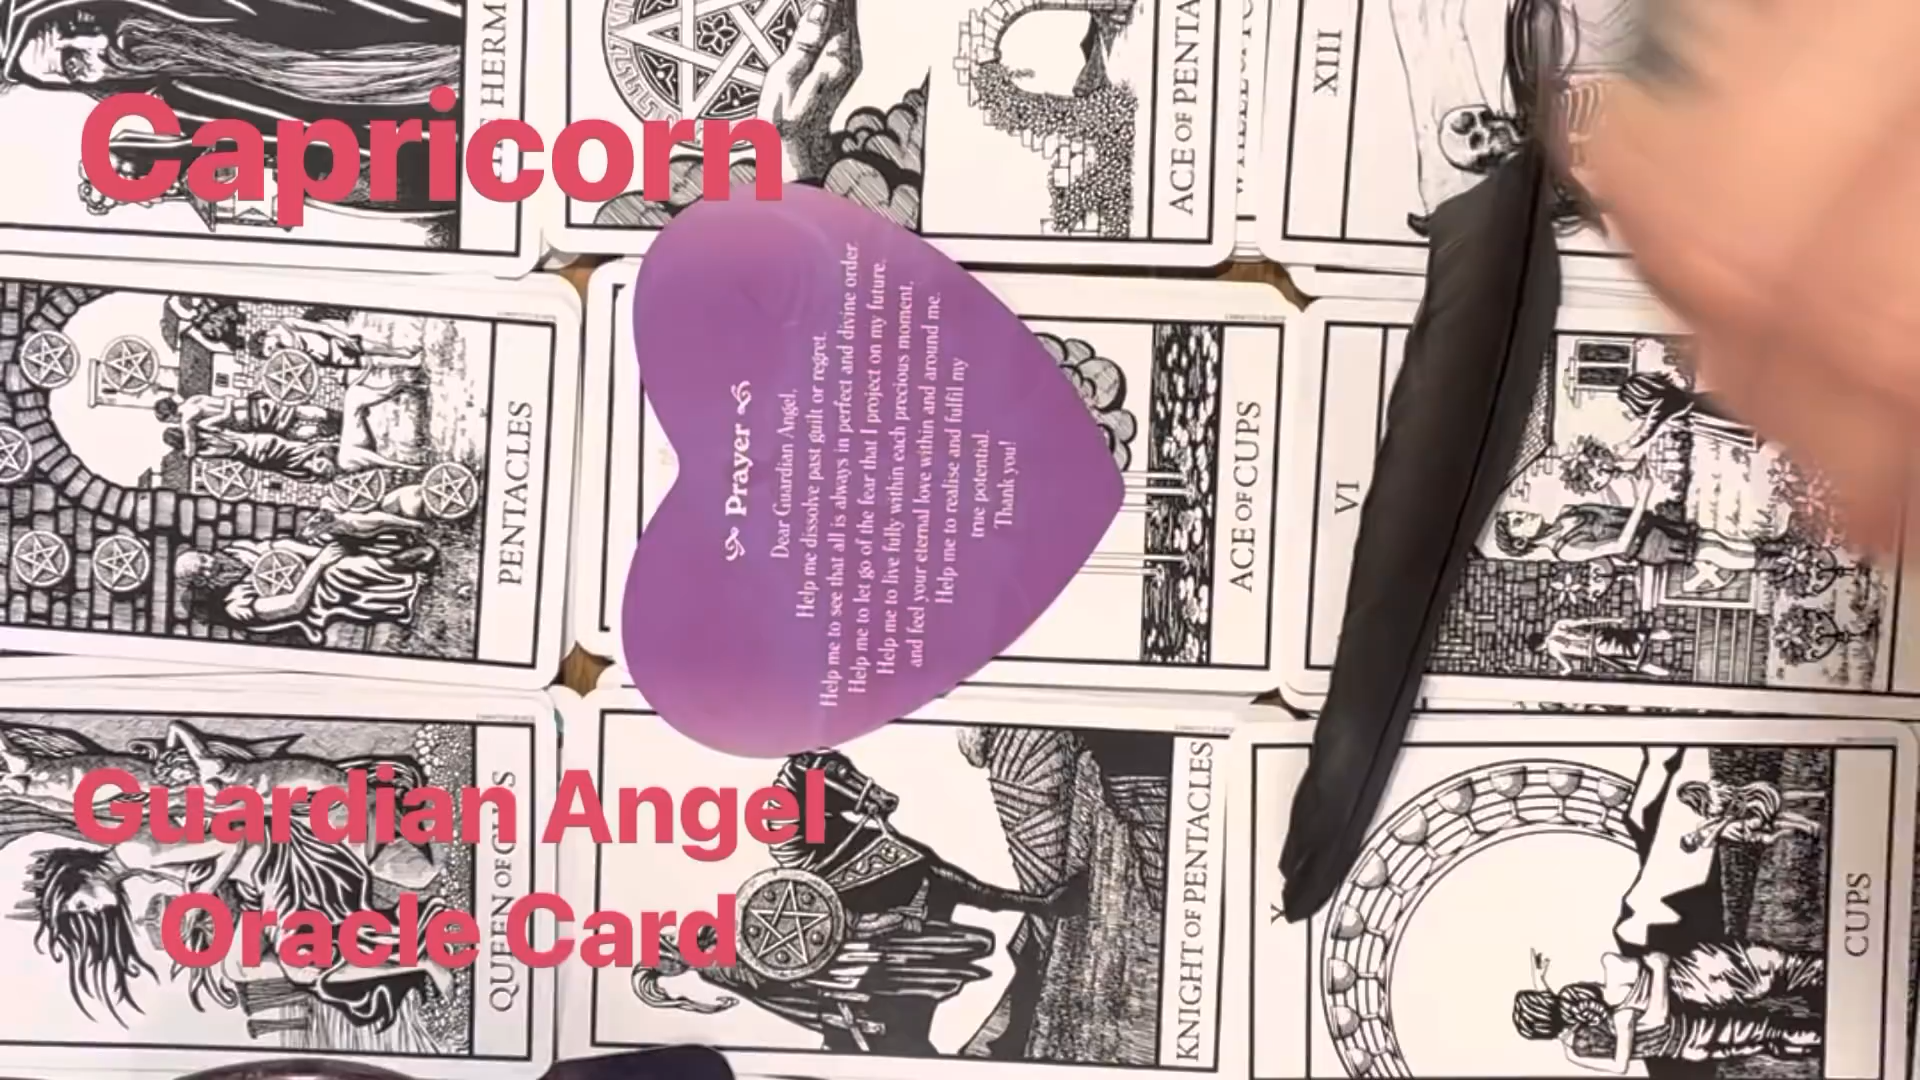 Capricorn
Guardian Angel
Oracle Card
HERM
ACE OF PENTA
XIII
PENTACLES
Prayer
Dear Guardian Angel,
Help me dissolve past guilt or regret.
Help me to see that all is always in perfect and divine order.
Help me to let go of the fear that I project on my future.
Help me to live fully within each precious moment,
and feel your eternal love within and around me.
Help me to realise and fulfil my
true potential.
Thank you!
ACE OF CUPS
VI
QUEEN OF CUPS
KNIGHT OF PENTACLES
CUPS